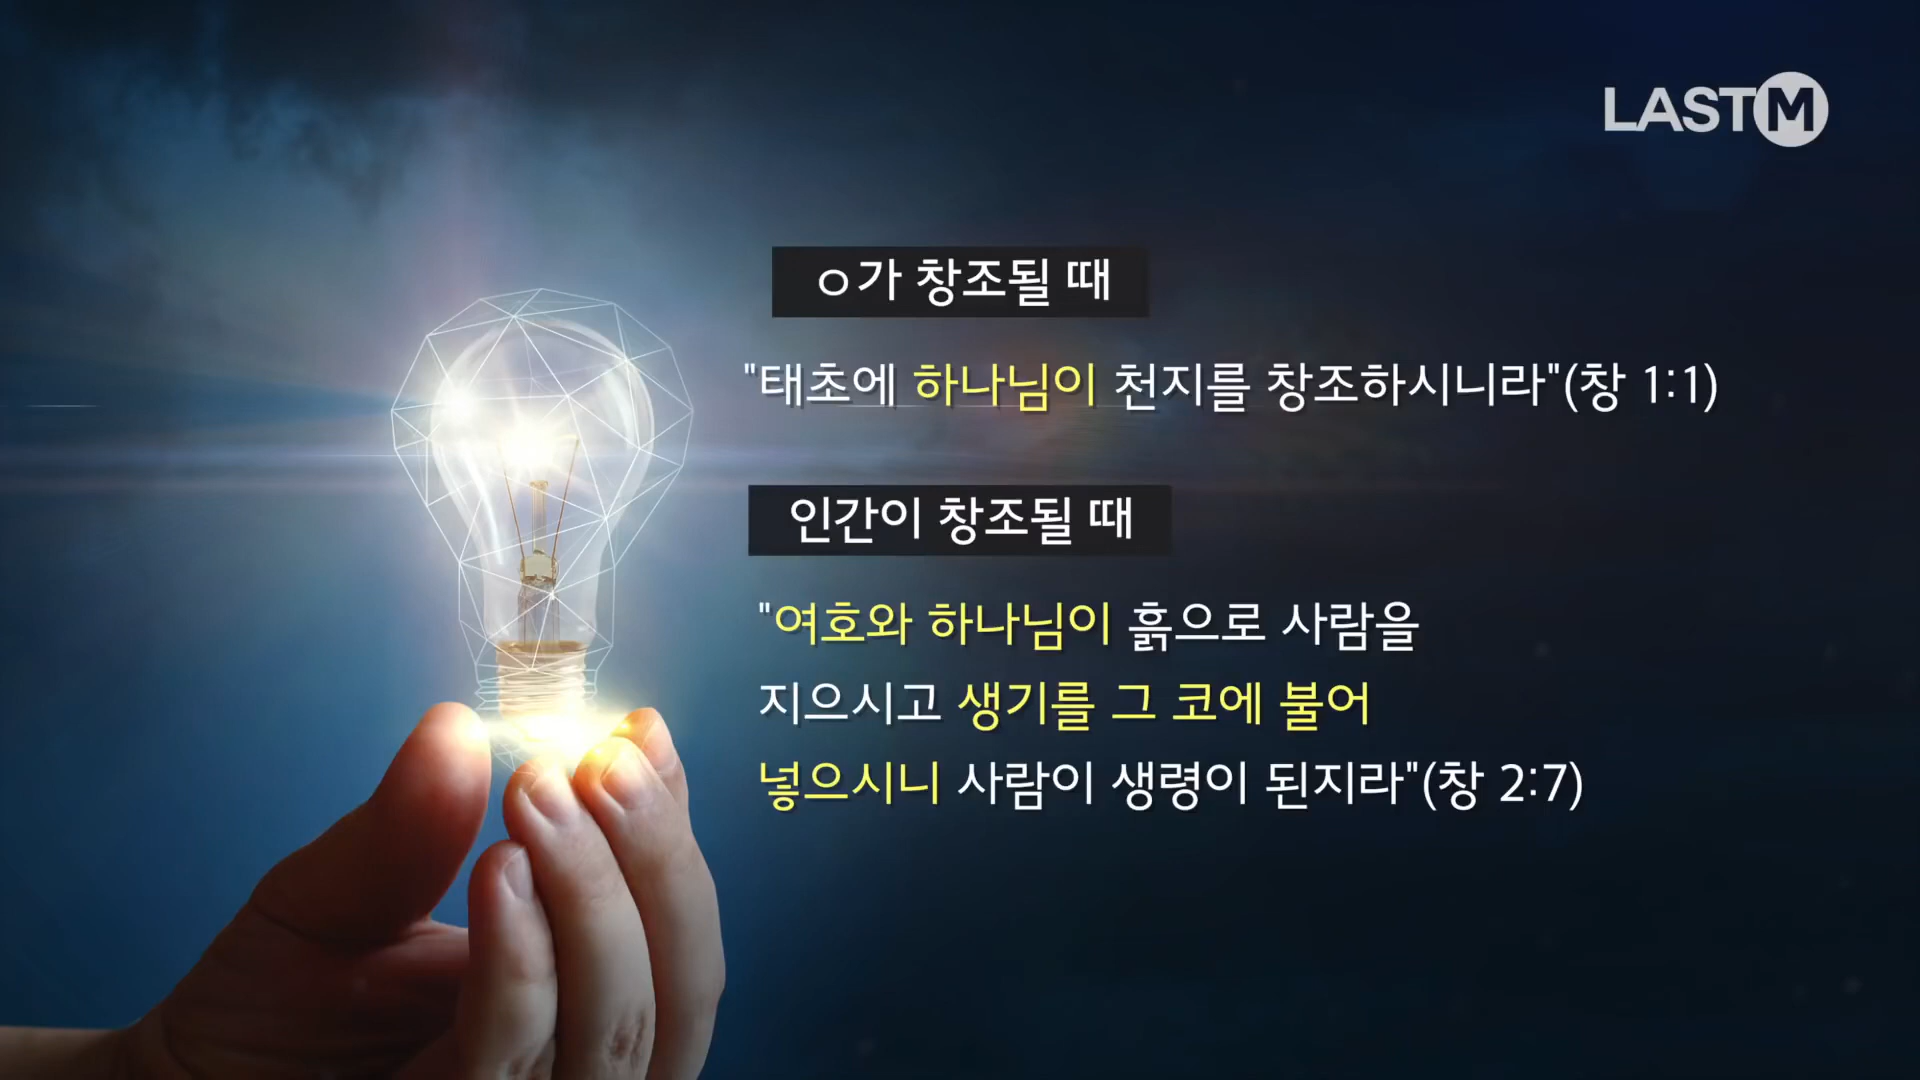 LASTM
ㅇ가 창조될 때
"태초에 하나님이 천지를 창조하시니라"(창 1:1)
인간이 창조될 때
"여호와 하나님이 흙으로 사람을
지으시고 생기를 그 코에 불어
넣으시니 사람이 생령이 된지라"(창 2:7)